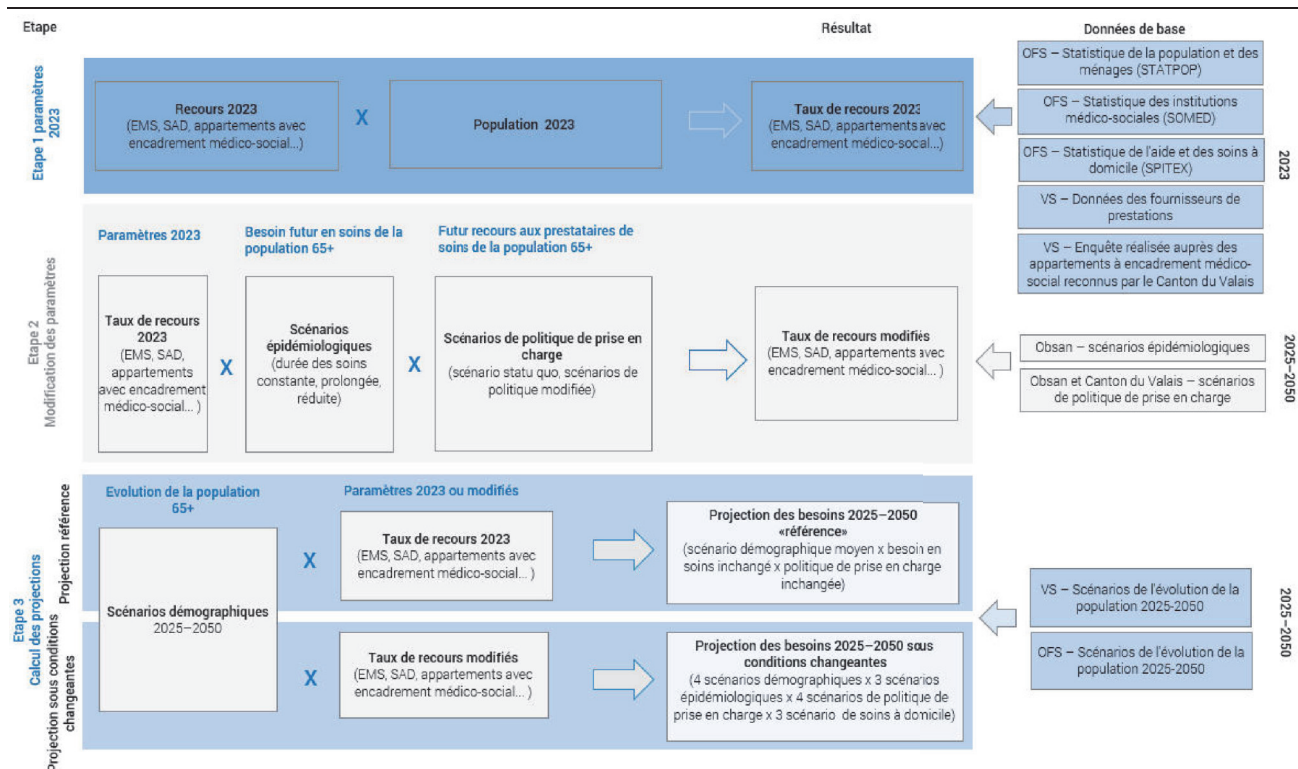 Etape
Résultat
Données de base
Etape 1 paramètres
2023
Recours 2023
(EMS, SAD, appartements avec
encadrement médico-social...)
X
Population 2023
Taux de recours 2023
(EMS, SAD, appartements avec
encadrement médico-social...)
OFS – Statistique de la population et des
ménages (STATPOP)
OFS – Statistique des institutions
médico-sociales (SOMED)
OFS – Statistique de l'aide et des soins à
domicile (SPITEX)
VS – Données des fournisseurs de
prestations
VS – Enquête réalisée auprès des
appartements à encadrement médico-
social reconnus par le Canton du Valais
2023
Etape 2
Modification des paramètres
Paramètres 2023
Besoin futur en soins de la
population 65+
Futur recours aux prestataires de
soins de la population 65+
Taux de recours
2023
(EMS, SAD,
appartements
avec encadrement
médico-social... )
X
Scénarios
épidémiologiques
(durée des soins
constante, prolongée,
réduite)
X
Scénarios de politique de prise en
charge
(scénario statu quo, scénarios de
politique modifiée)
Taux de recours modifiés
(EMS, SAD, appartements avec
encadrement médico-social... )
Obsan – scénarios épidémiologiques
Obsan et Canton du Valais – scénarios
de politique de prise en charge
2025–2050
Etape 3
Calcul des projections
Projection référence
Projection sous conditions
changeantes
Evolution de la population
65+
Paramètres 2023 ou modifiés
Scénarios démographiques
2025–2050
X
Taux de recours 2023
(EMS, SAD, appartements avec
encadrement médico-social... )
Projection des besoins 2025–2050
«référence»
(scénario démographique moyen x besoin en
soins inchangé x politique de prise en charge
inchangée)
X
Taux de recours modifiés
(EMS, SAD, appartements avec
encadrement médico-social... )
Projection des besoins 2025–2050 sous
conditions changeantes
(4 scénarios démographiques x 3 scénarios
épidémiologiques x 4 scénarios de politique de
prise en charge x 3 scénario de soins à domicile)
VS – Scénarios de l'évolution de la
population 2025-2050
OFS – Scénarios de l'évolution de la
population 2025-2050
2025–2050